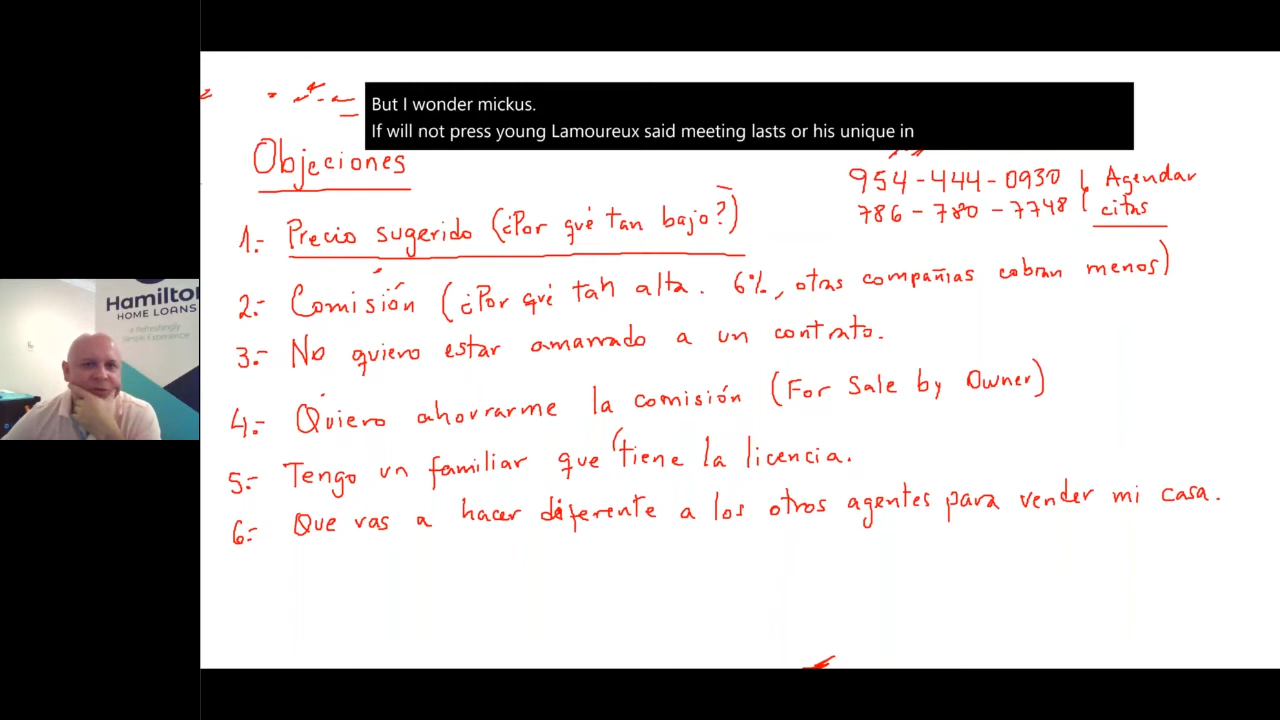 But I wonder mickus.
If will not press young Lamoureux said meeting lasts or his unique in
Objeciones
954-444-0930 Agendar
786-780-7748 citas
1.- Precio sugerido (¿Por qué tan bajo?)
2.- Comisión (¿Por qué tan alta. 6%, otras compañias cobran menos)
3.- No quiero estar amarrado a un contrato.
4.- Quiero ahorrarme la comisión (For Sale by Owner)
5.- Tengo un familiar que tiene la licencia.
6.- Que vas a hacer diferente a los otros agentes para vender mi casa.
Hamilton
HOME LOANS
a Refreshingly
Simple Experience